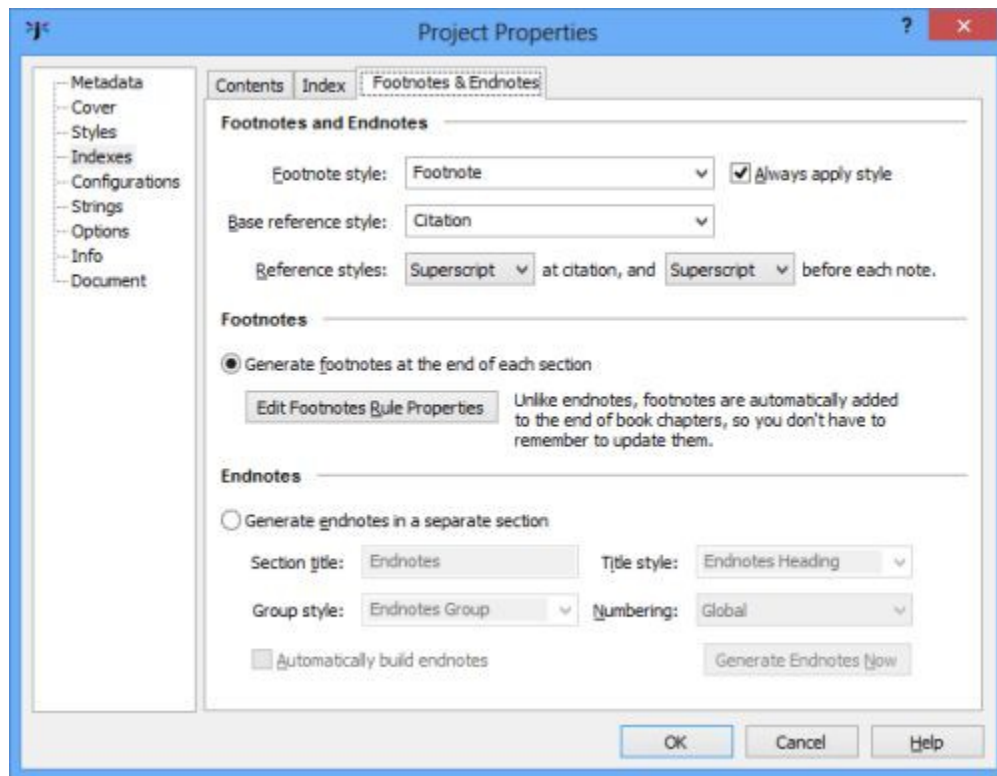 Project Properties
?
Metadata
Cover
Styles
Indexes
Configurations
Strings
Options
Info
Document
Contents Index Footnotes & Endnotes
Footnotes and Endnotes
Footnote style: Footnote Always apply style
Base reference style: Citation
Reference styles: Superscript at citation, and Superscript before each note.
Footnotes
Generate footnotes at the end of each section
Edit Footnotes Rule Properties
Unlike endnotes, footnotes are automatically added
to the end of book chapters, so you don't have to
remember to update them.
Endnotes
Generate endnotes in a separate section
Section title: Endnotes Title style: Endnotes Heading
Group style: Endnotes Group Numbering: Global
Automatically build endnotes Generate Endnotes Now
OK Cancel Help